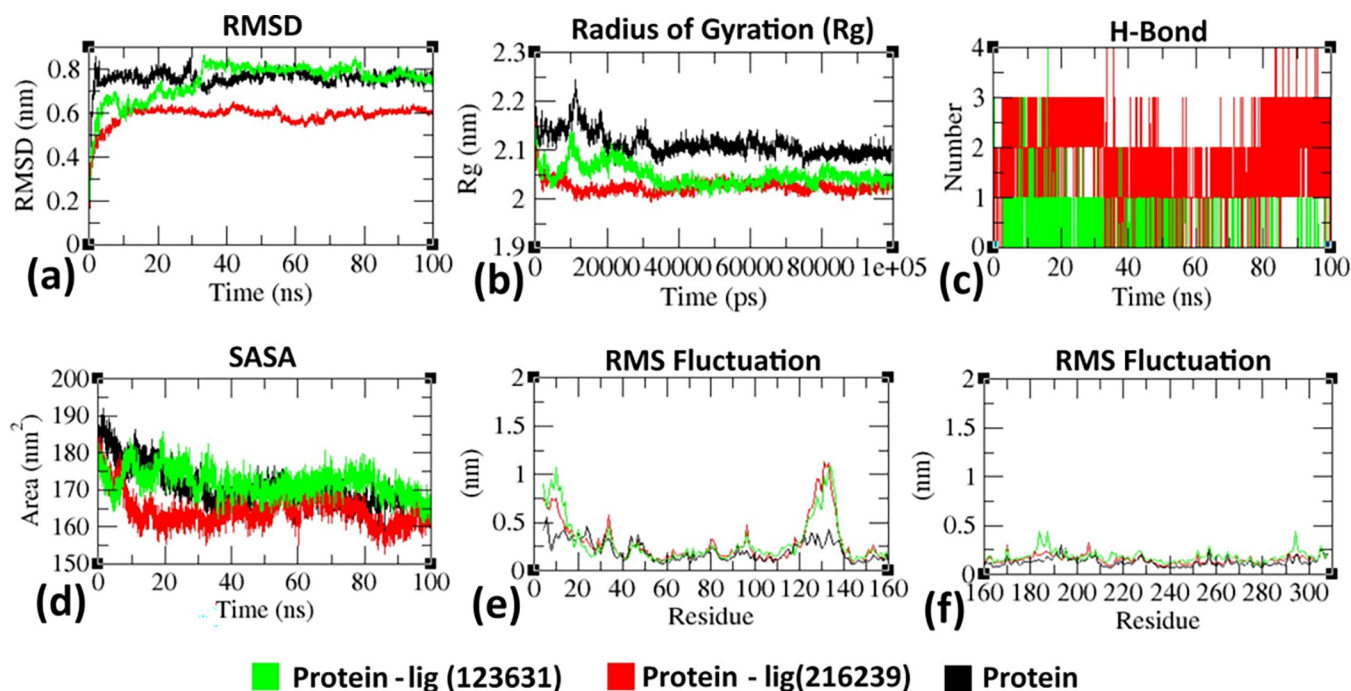 RMSD
RMSD (nm)
0.8
0.6
0.4
0.2
0
0 20 40 60 80 100
Time (ns)
(a)
Radius of Gyration (Rg)
Rg (nm)
2.3
2.2
2.1
2
1.9
0 20000 40000 60000 80000 1e+05
Time (ps)
(b)
H-Bond
Number
4
3
2
1
0
0 20 40 60 80 100
Time (ns)
(c)
SASA
Area (nm²)
200
190
180
170
160
150
0 20 40 60 80 100
Time (ns)
(d)
RMS Fluctuation
(nm)
2
1.5
1
0.5
0
0 20 40 60 80 100 120 140 160
Residue
(e)
RMS Fluctuation
(nm)
2
1.5
1
0.5
0
160 180 200 220 240 260 280 300
Residue
(f)
Protein - lig (123631) Protein - lig(216239) Protein